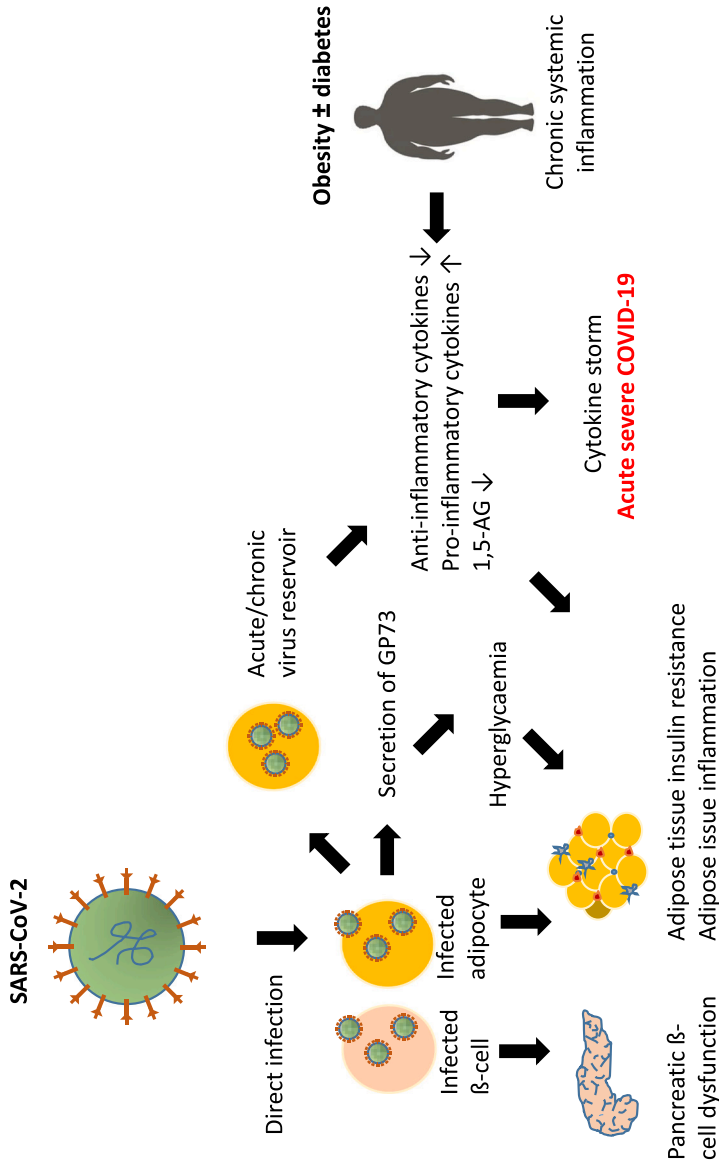 SARS-CoV-2
Obesity ± diabetes
Direct infection
Acute/chronic
virus reservoir
Infected
ß-cell
Infected
adipocyte
Secretion of GP73
Anti-inflammatory cytokines ↓
Pro-inflammatory cytokines ↑
1,5-AG ↓
Chronic systemic
inflammation
Hyperglycaemia
Cytokine storm
Acute severe COVID-19
Pancreatic ß-
cell dysfunction
Adipose tissue insulin resistance
Adipose issue inflammation